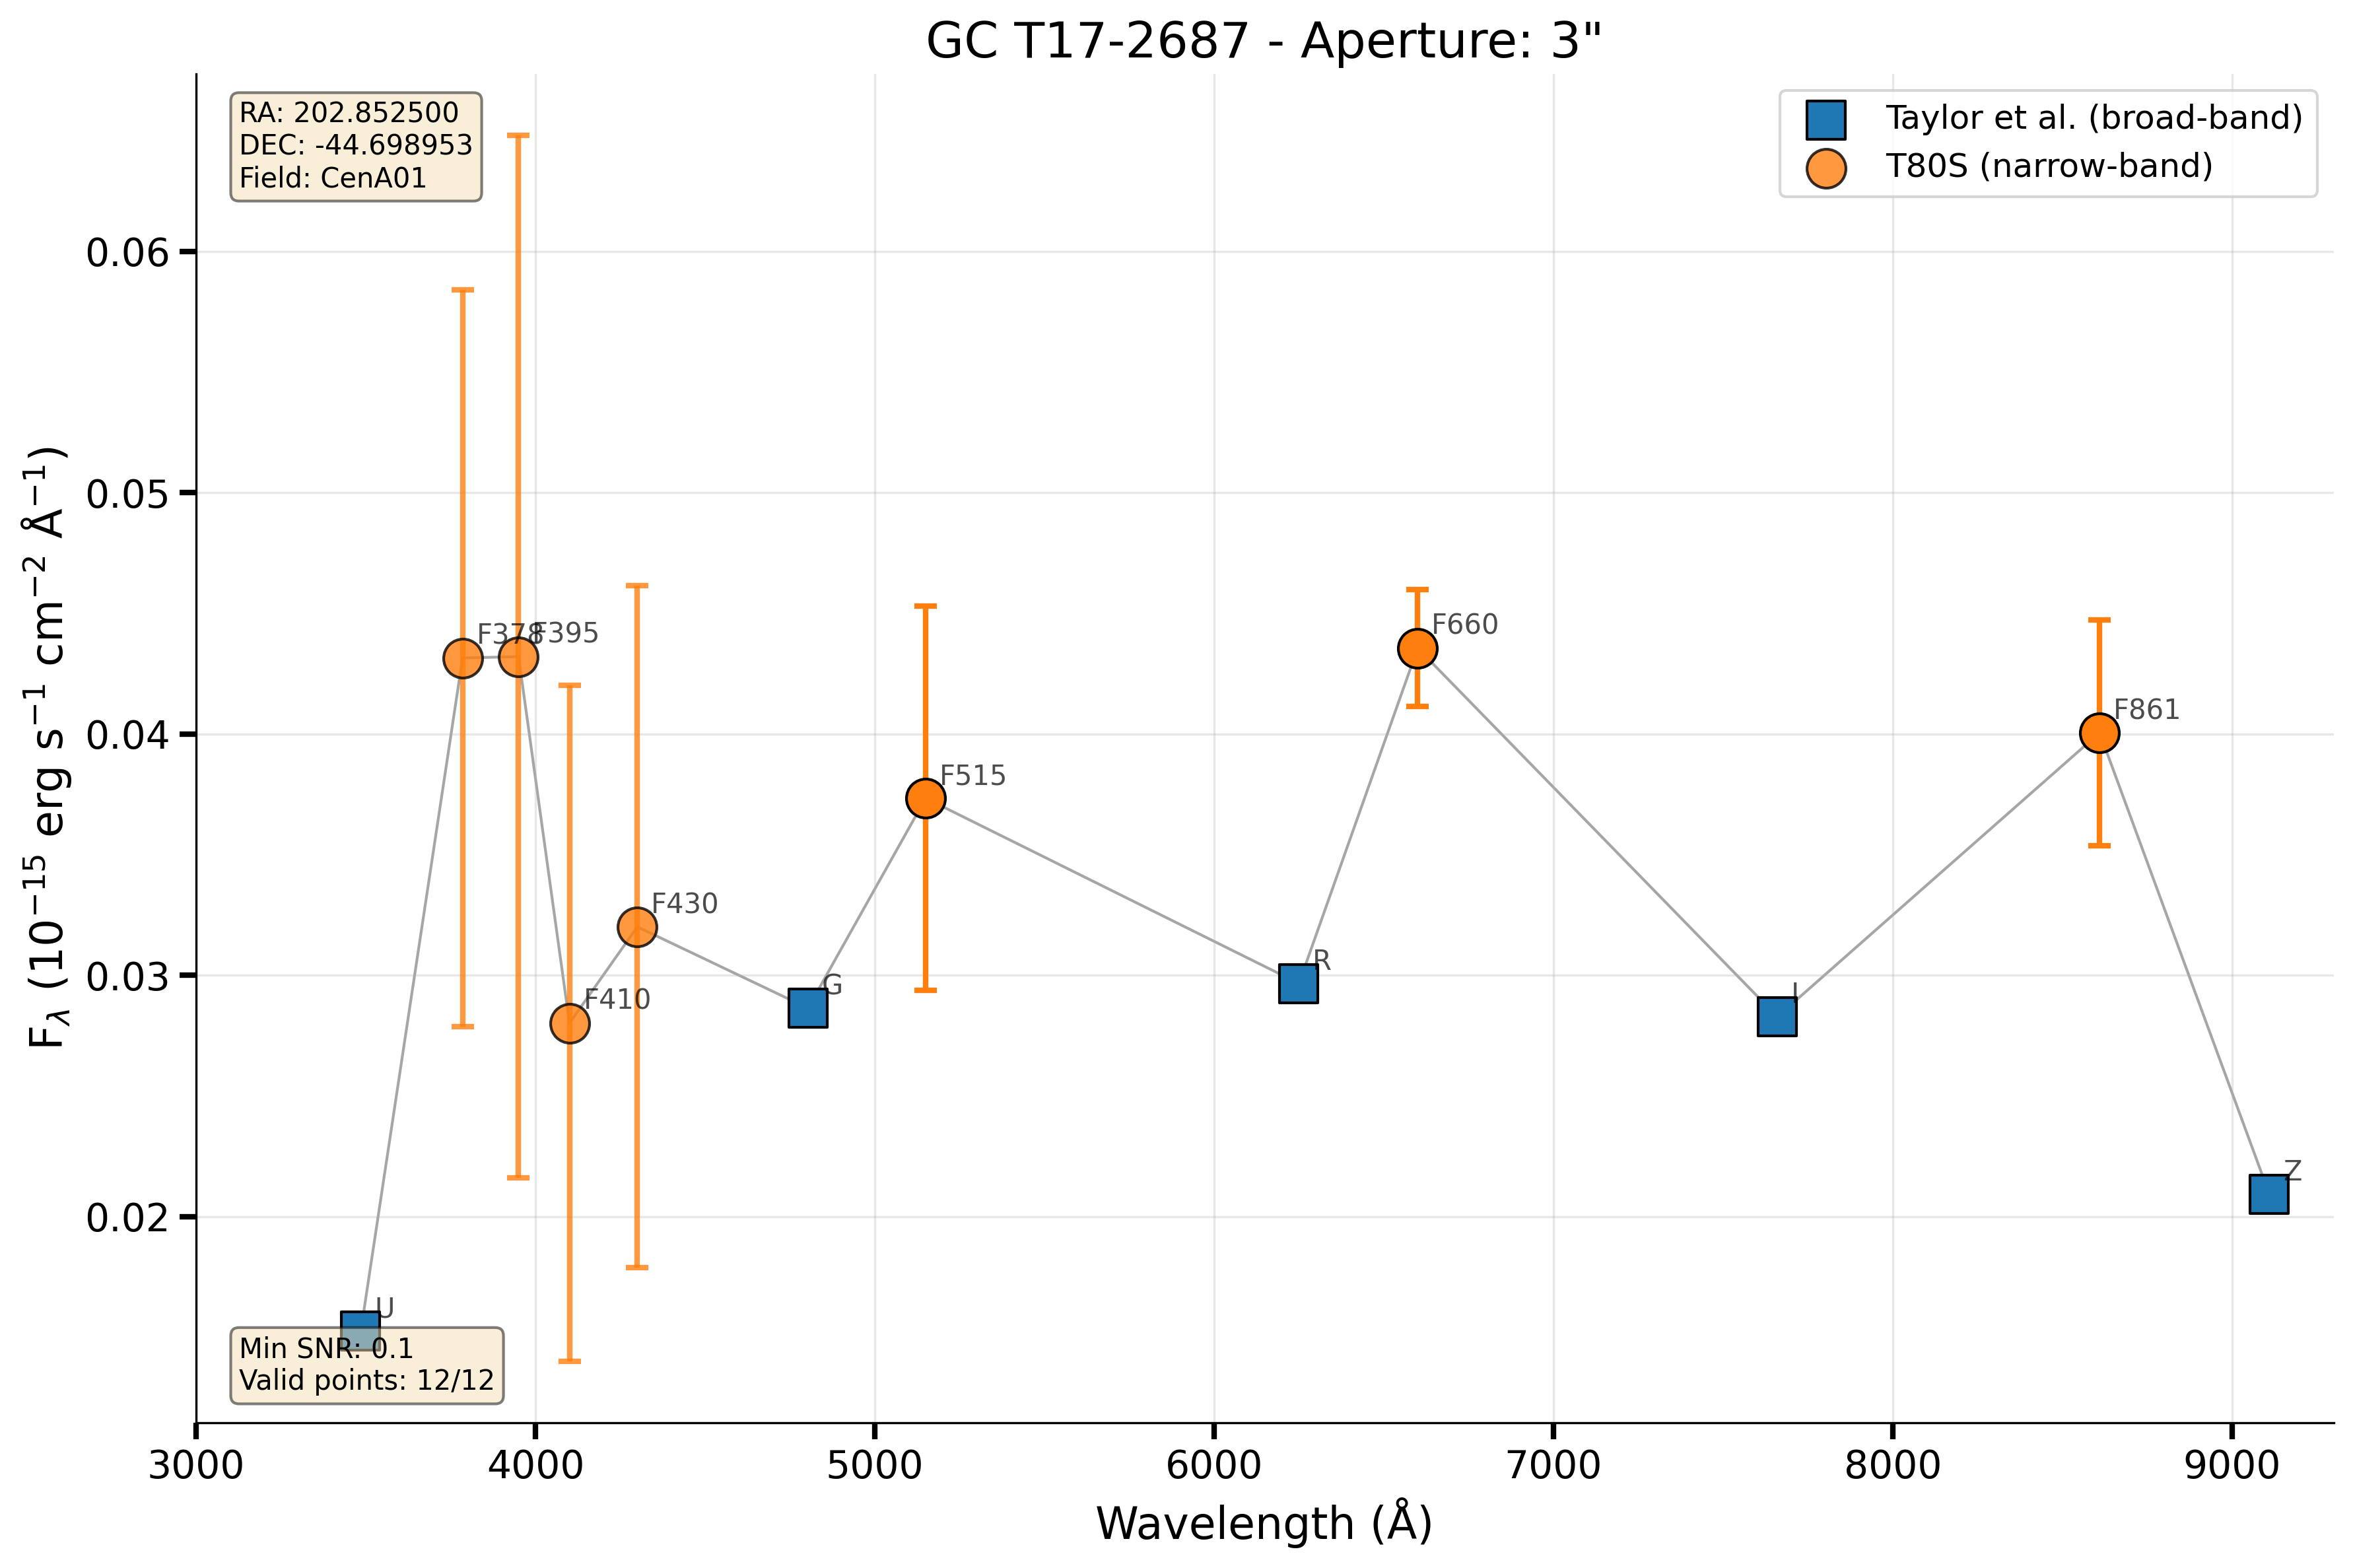 GC T17-2687 - Aperture: 3"
RA: 202.852500
DEC: -44.698953
Field: CenA01
Taylor et al. (broad-band)
T80S (narrow-band)
0.06
0.05
0.04
0.03
0.02
F378
F395
F660
F861
F515
F430
F410
G
R
I
Z
U
Min SNR: 0.1
Valid points: 12/12
3000 4000 5000 6000 7000 8000 9000
Wavelength (Å)
Fλ (10⁻¹⁵ erg s⁻¹ cm⁻² Å⁻¹)